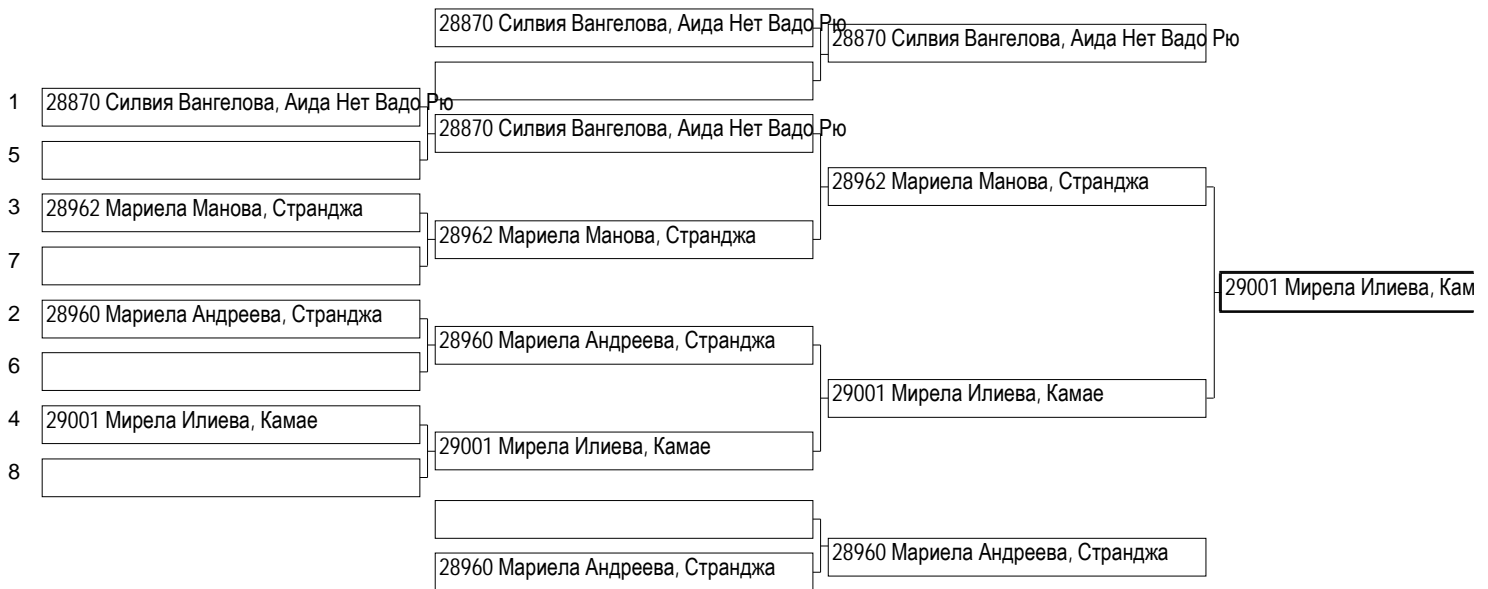 28870 Силвия Вангелова, Аида Нет Вадо Рю
28870 Силвия Вангелова, Аида Нет Вадо Рю
1 28870 Силвия Вангелова, Аида Нет Вадо Рю
28870 Силвия Вангелова, Аида Нет Вадо Рю
5
28962 Мариела Манова, Странджа
3 28962 Мариела Манова, Странджа
28962 Мариела Манова, Странджа
7
29001 Мирела Илиева, Кам
2 28960 Мариела Андреева, Странджа
28960 Мариела Андреева, Странджа
6
29001 Мирела Илиева, Камае
4 29001 Мирела Илиева, Камае
29001 Мирела Илиева, Камае
8
28960 Мариела Андреева, Странджа
28960 Мариела Андреева, Странджа